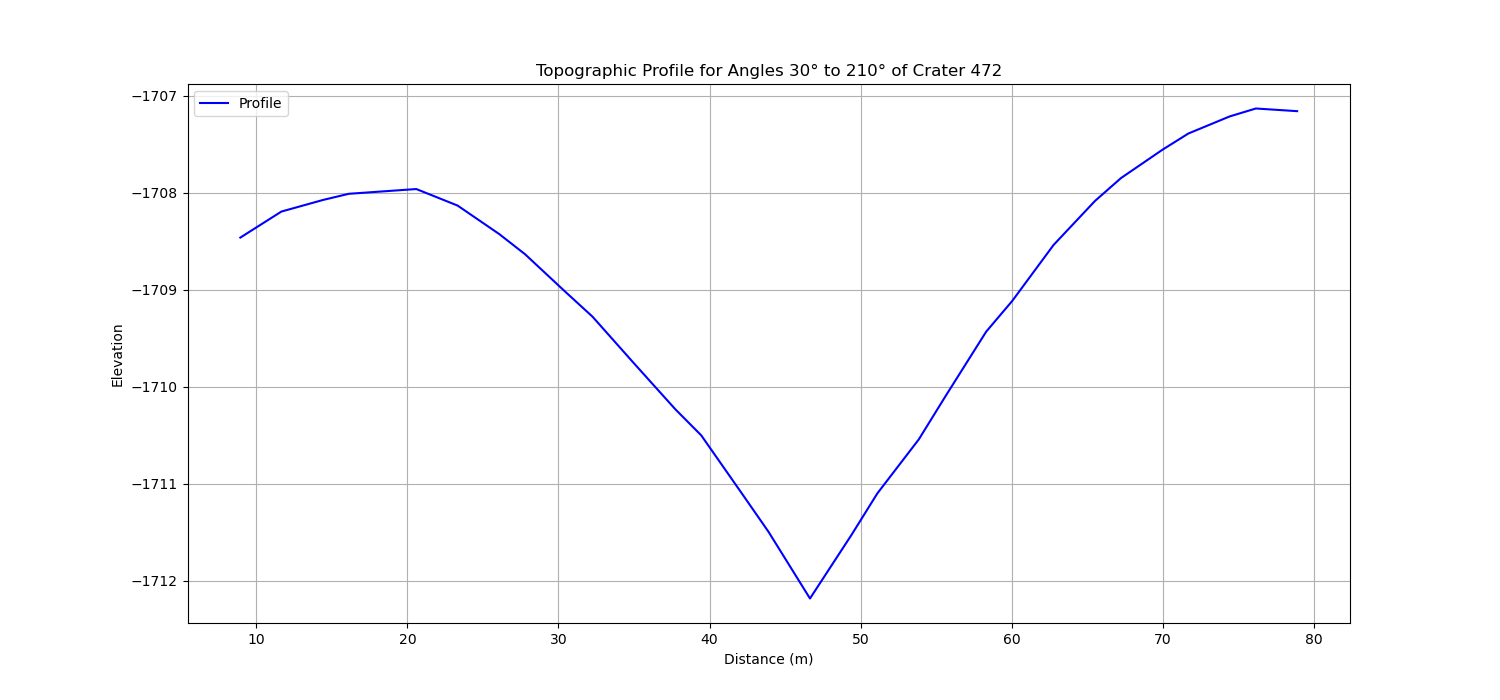 Topographic Profile for Angles 30° to 210° of Crater 472
Profile
−1707
−1708
−1709
−1710
−1711
−1712
Elevation
10 20 30 40 50 60 70 80
Distance (m)